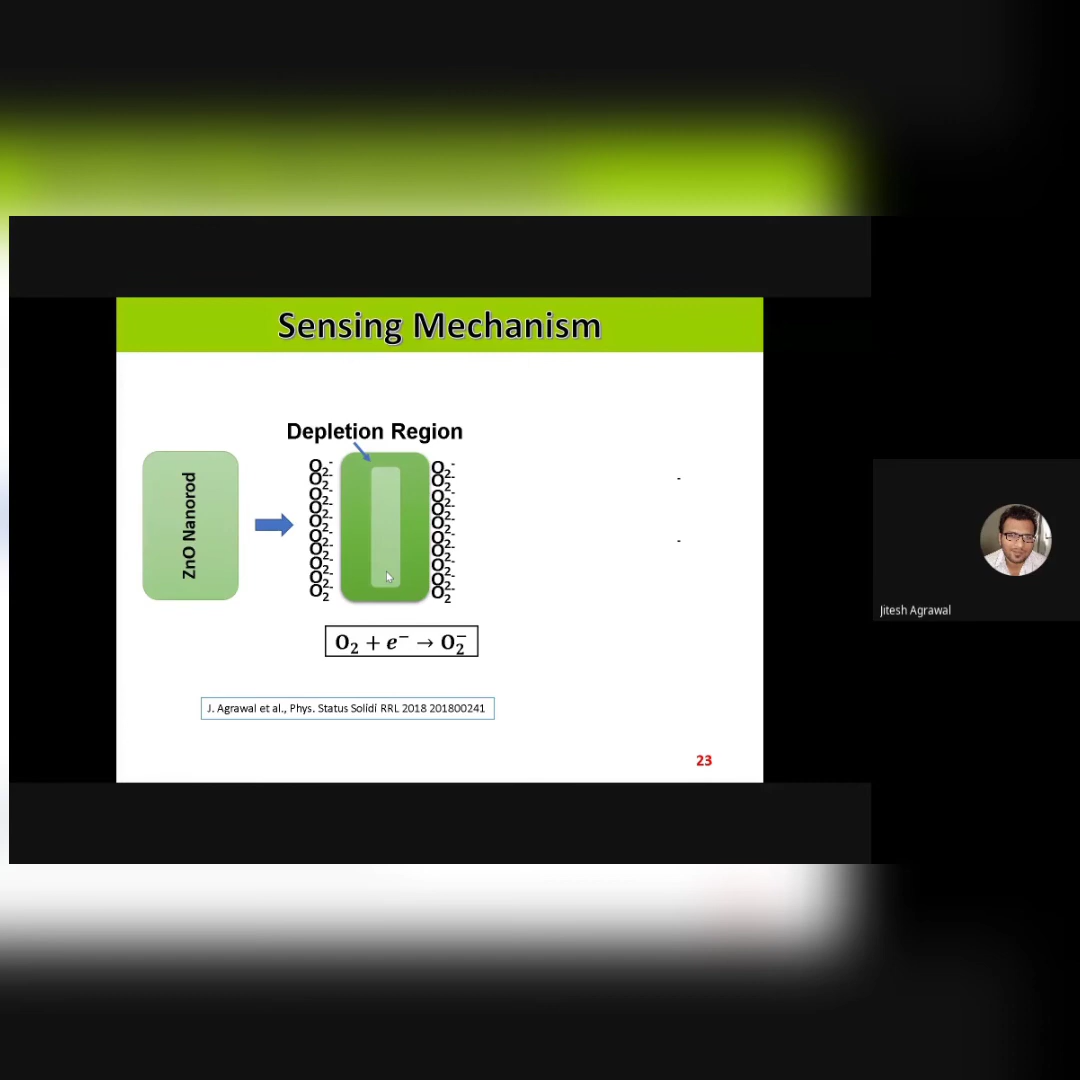 Sensing Mechanism
Depletion Region
ZnO Nanorod
O₂⁻ O₂⁻
O₂⁻ O₂⁻
O₂⁻ O₂⁻
O₂⁻ O₂⁻
O₂⁻ O₂⁻
O₂⁻ O₂⁻
O₂⁻ O₂⁻
O₂⁻ O₂⁻
O₂⁻ O₂⁻
O₂⁻ O₂⁻
-
-
O₂ + e⁻ → O₂⁻
J. Agrawal et al., Phys. Status Solidi RRL 2018 201800241
23
Jitesh Agrawal